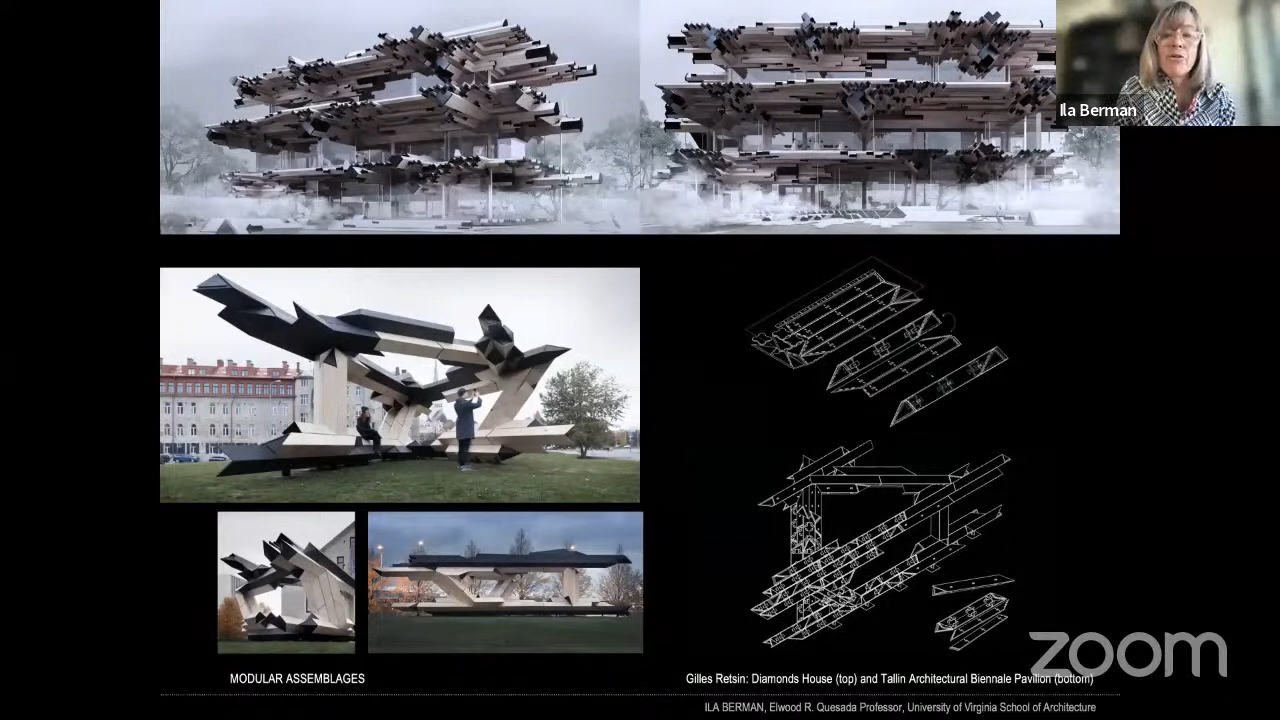 Ila Berman
MODULAR ASSEMBLAGES
Gilles Retsin: Diamonds House (top) and Tallin Architectural Biennale Pavilion (bottom)
zoom
ILA BERMAN, Elwood R. Quesada Professor, University of Virginia School of Architecture